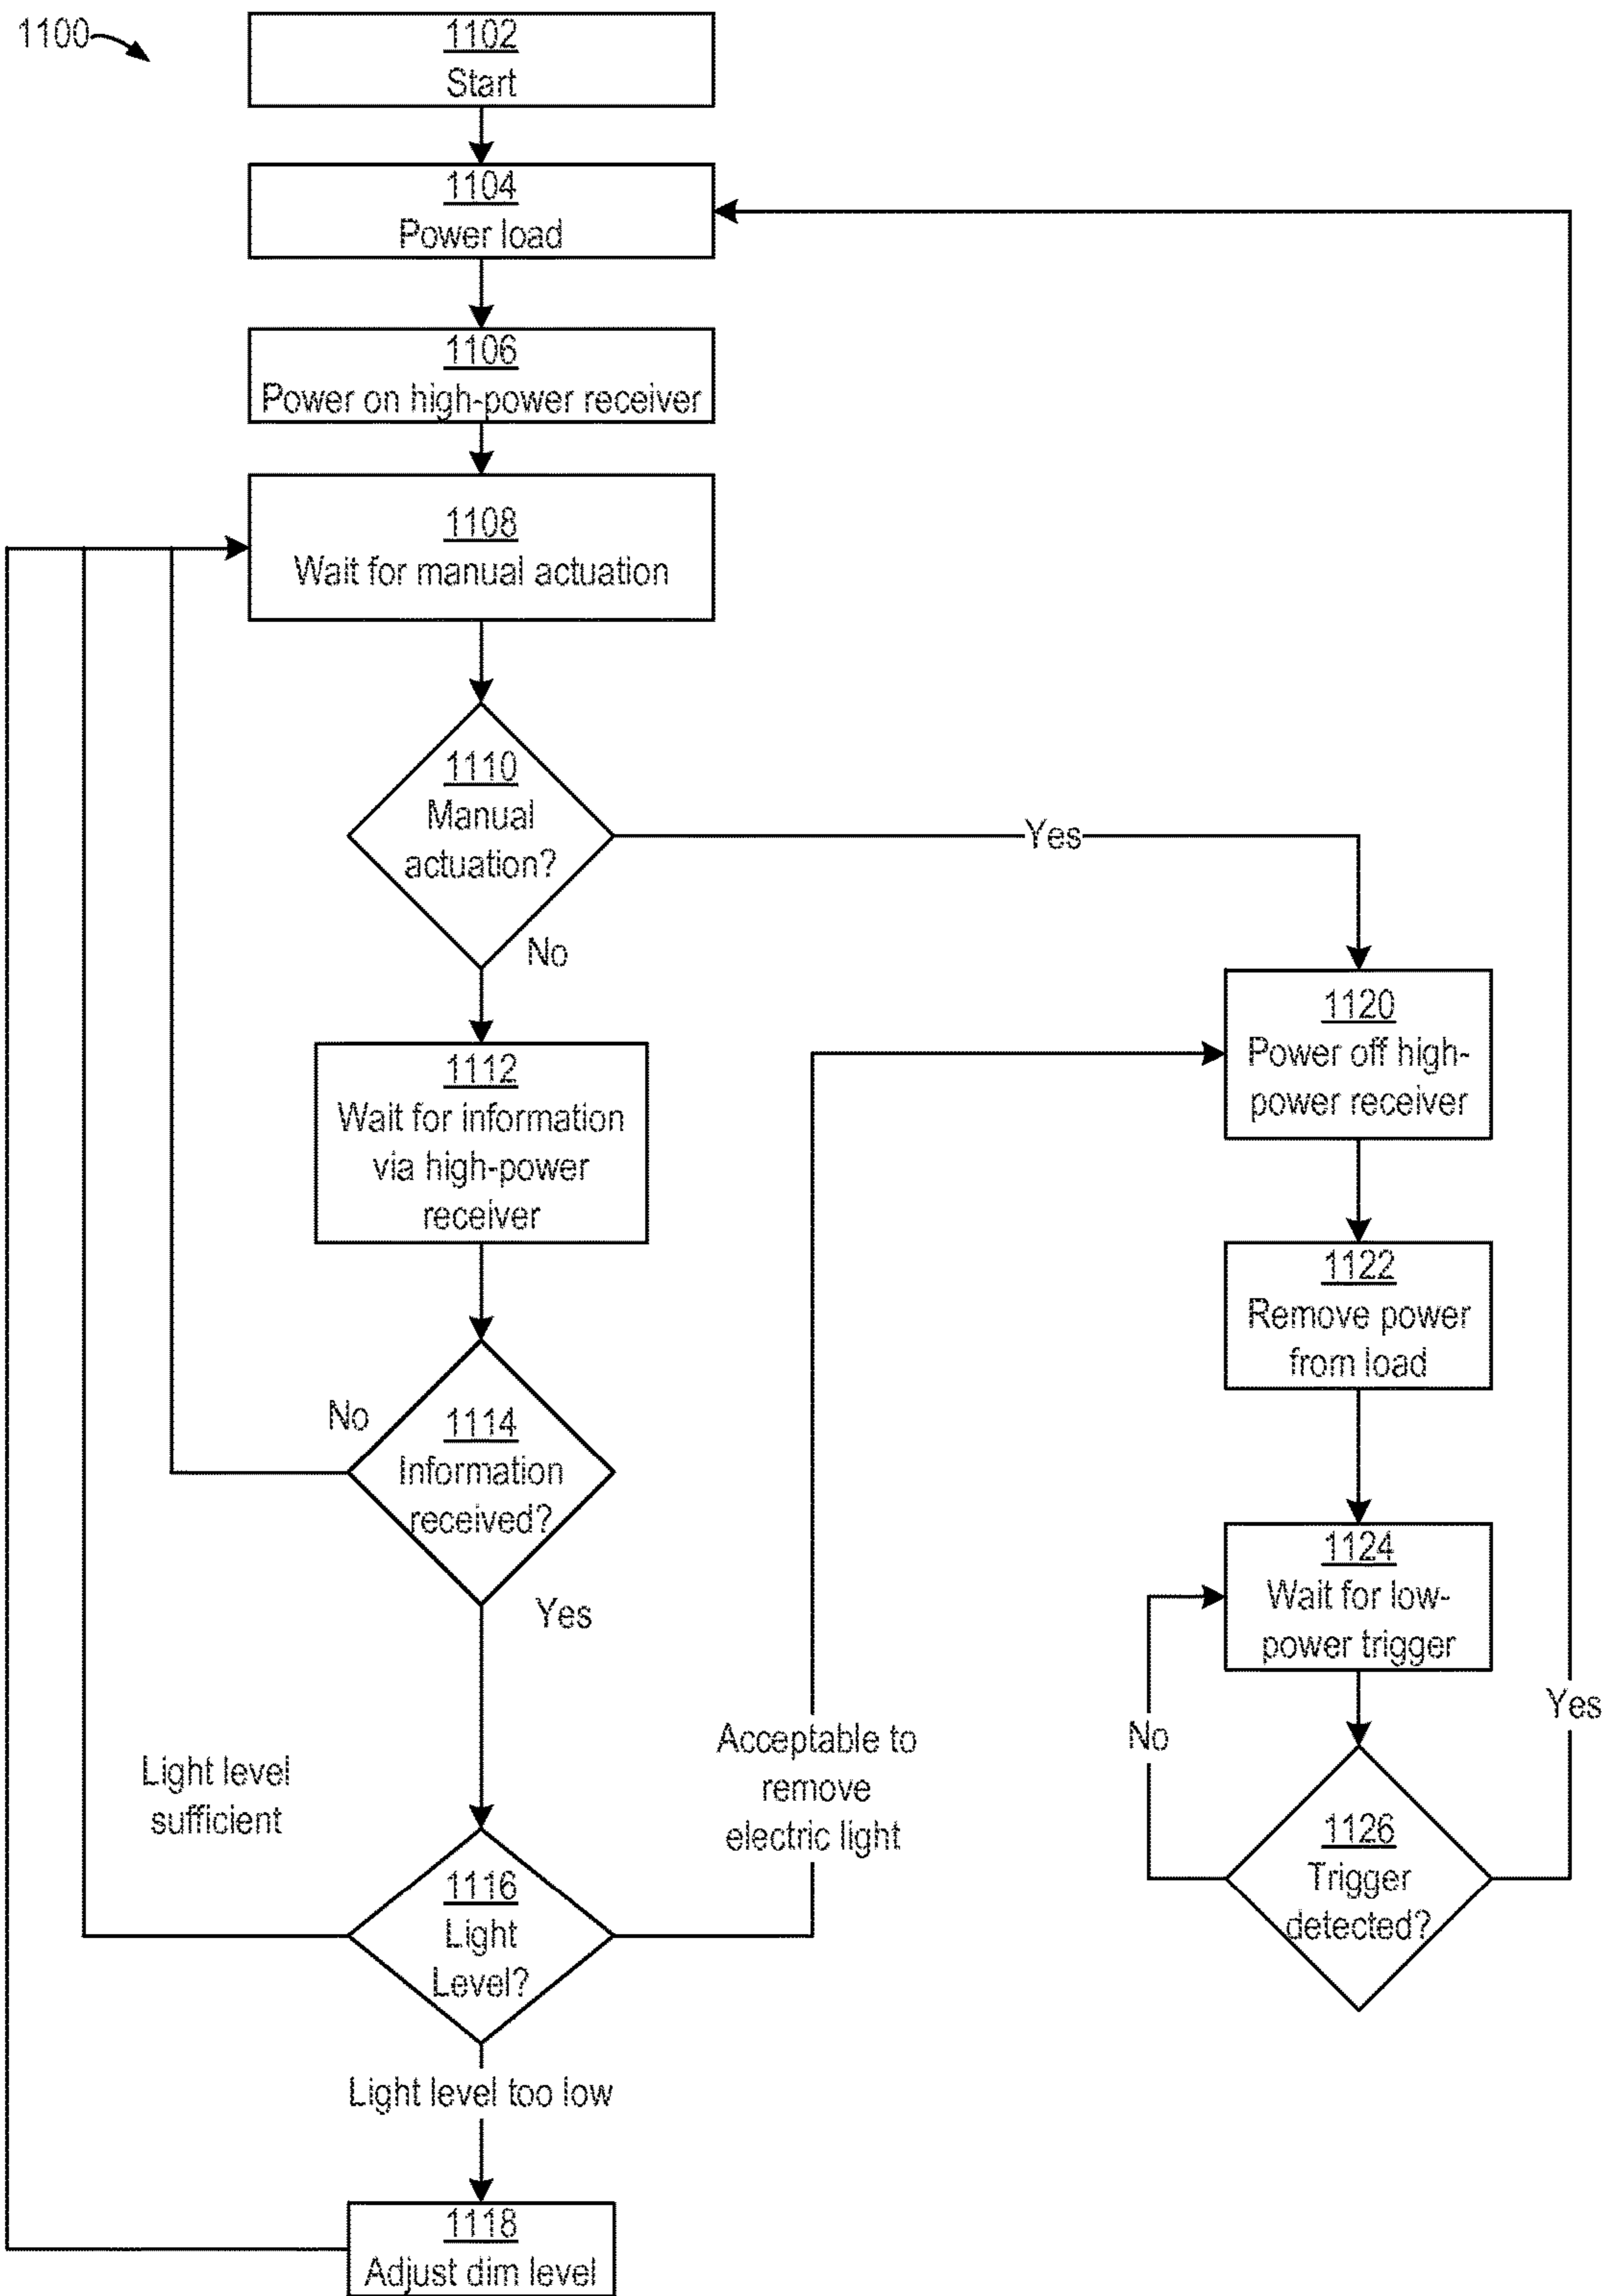 1100
1102
Start
1104
Power load
1106
Power on high-power receiver
1108
Wait for manual actuation
1110
Manual
actuation?
Yes
No
1112
Wait for information
via high-power
receiver
1114
Information
received?
No
Yes
1116
Light
Level?
Light level
sufficient
Acceptable to
remove
electric light
Light level too low
1118
Adjust dim level
1120
Power off high-
power receiver
1122
Remove power
from load
1124
Wait for low-
power trigger
1126
Trigger
detected?
No
Yes